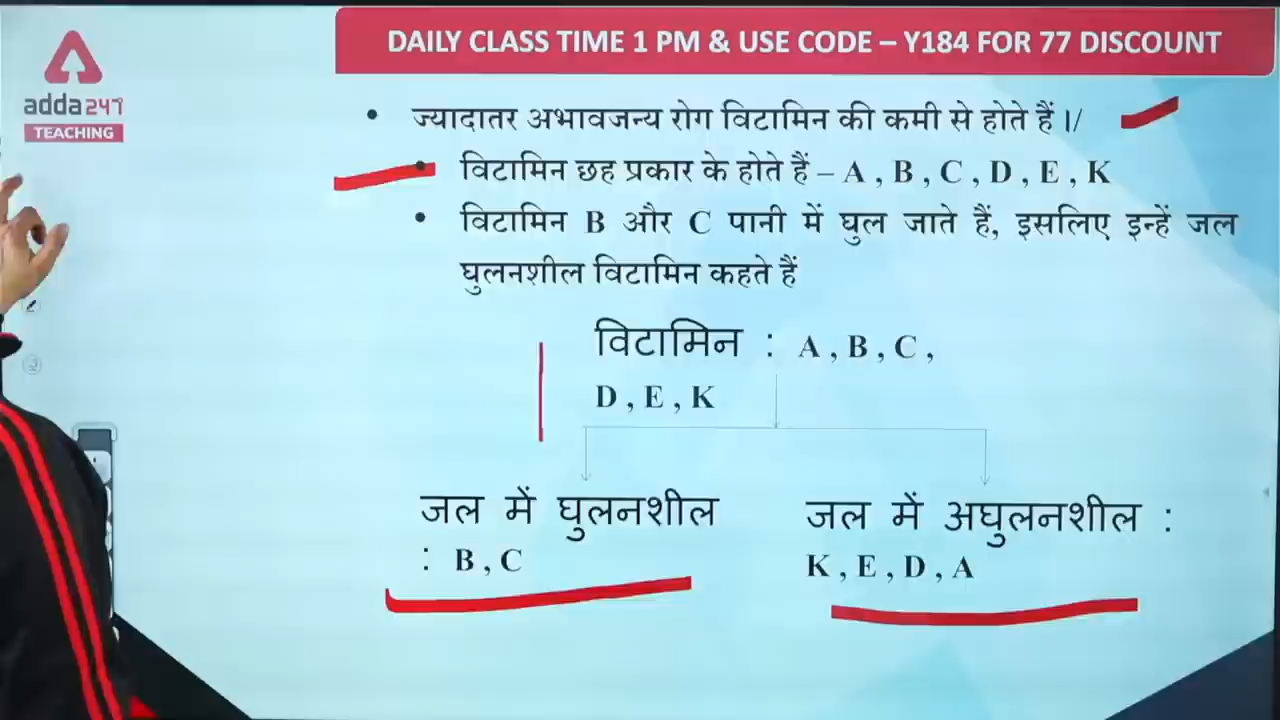 DAILY CLASS TIME 1 PM & USE CODE – Y184 FOR 77 DISCOUNT
adda247
TEACHING
• ज्यादातर अभावजन्य रोग विटामिन की कमी से होते हैं ।/
• विटामिन छह प्रकार के होते हैं – A , B , C , D , E , K
• विटामिन B और C पानी में घुल जाते हैं, इसलिए इन्हें जल
घुलनशील विटामिन कहते हैं
विटामिन : A , B , C ,
D , E , K
जल में घुलनशील
: B , C
जल में अघुलनशील :
K , E , D , A